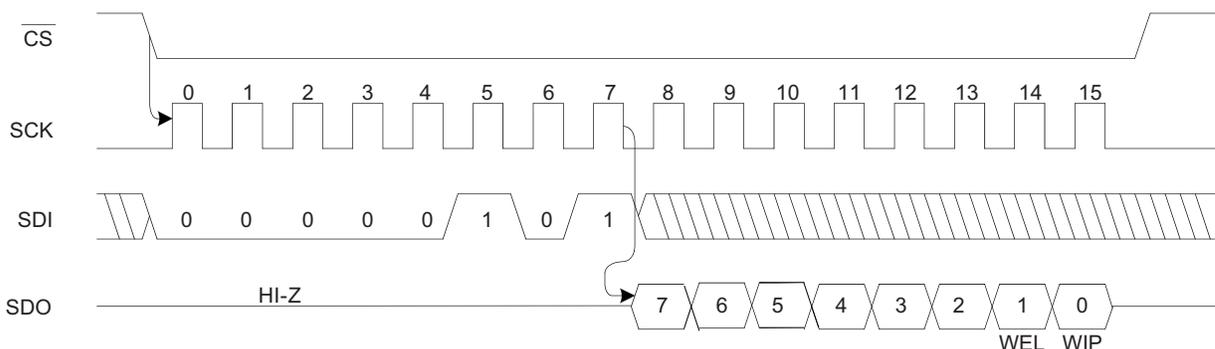 CS
0 1 2 3 4 5 6 7 8 9 10 11 12 13 14 15
SCK
SDI 0 0 0 0 0 1 0 1
HI-Z
SDO 7 6 5 4 3 2 1 0
WEL WIP